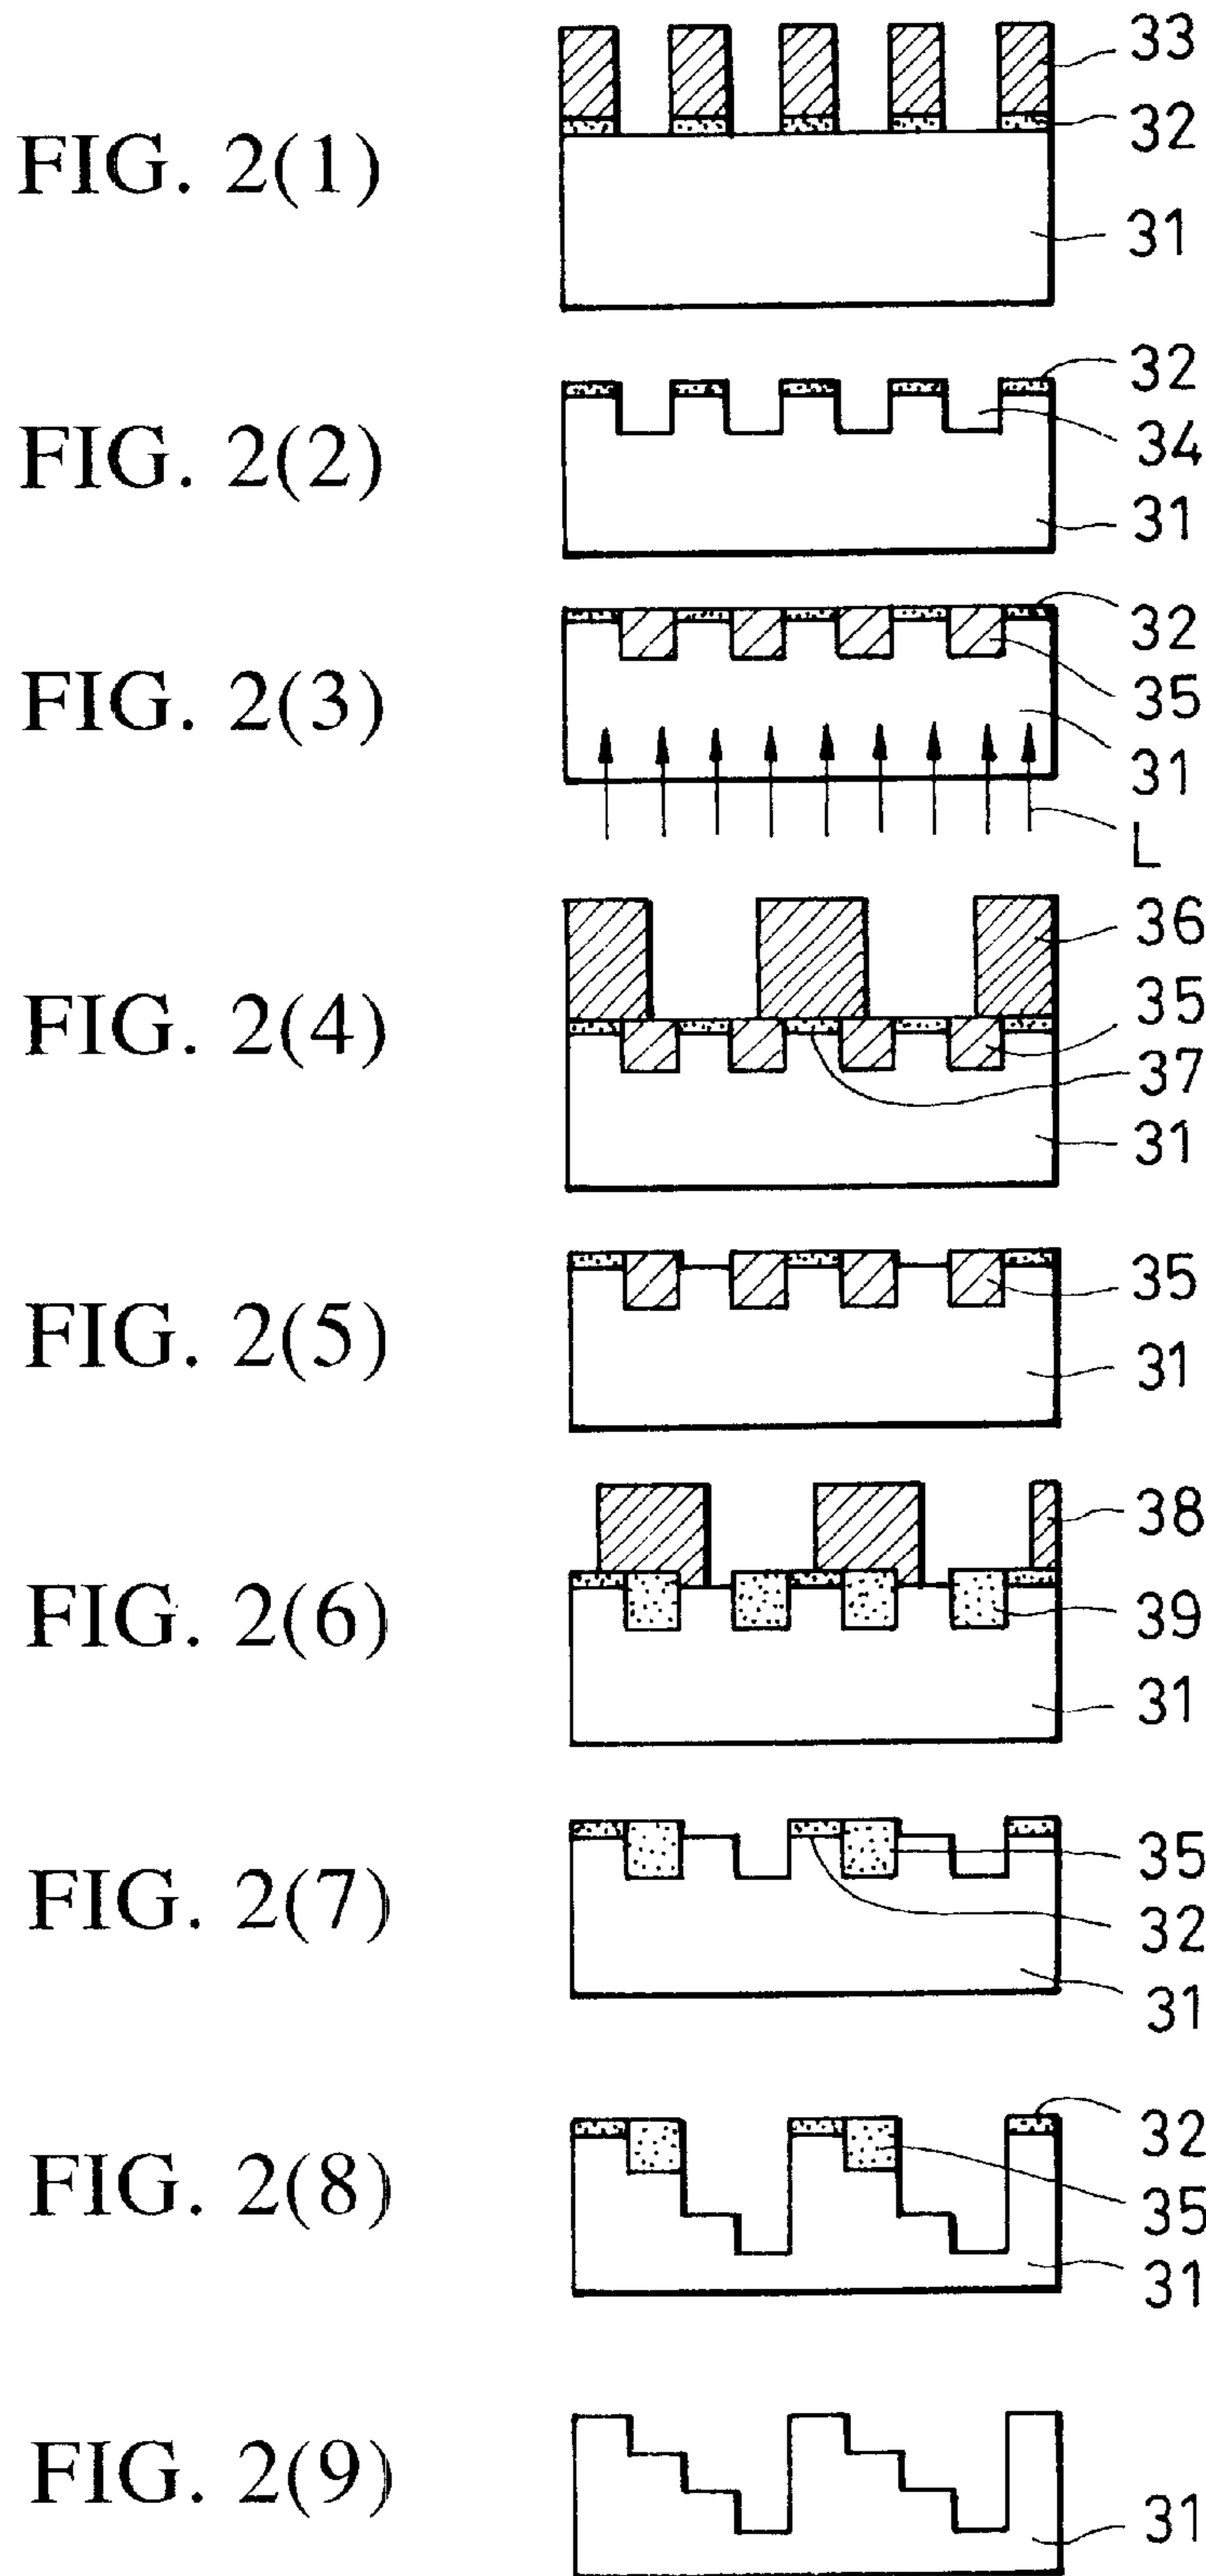 FIG. 2(1)
33
32
31
FIG. 2(2)
32
34
31
FIG. 2(3)
32
35
31
L
FIG. 2(4)
36
35
37
31
FIG. 2(5)
35
31
FIG. 2(6)
38
39
31
FIG. 2(7)
35
32
31
FIG. 2(8)
32
35
31
FIG. 2(9)
31